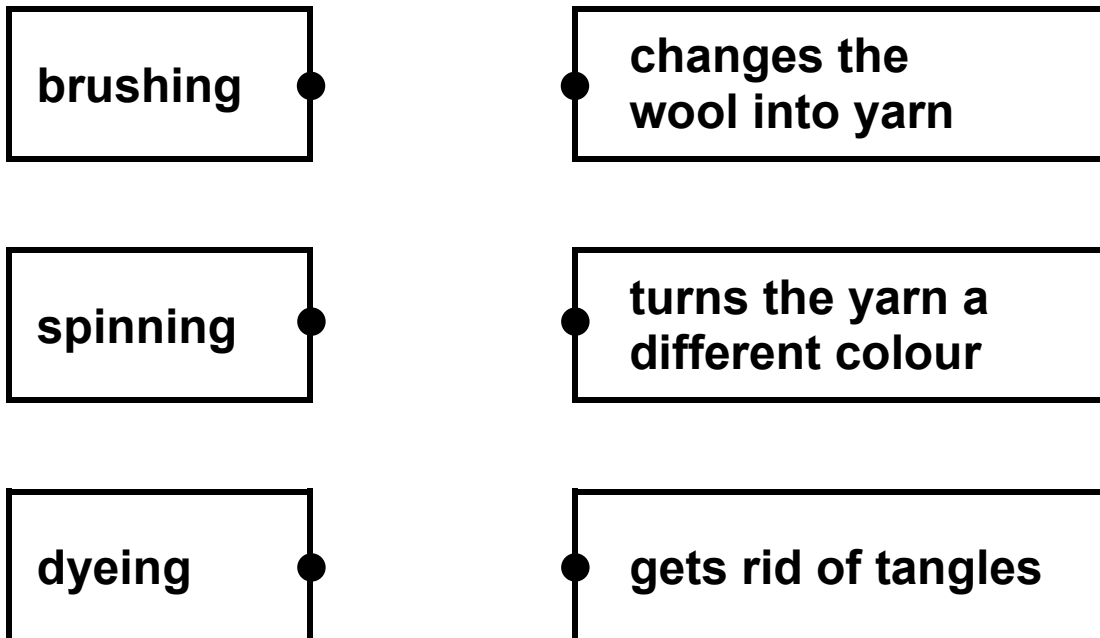 brushing
changes the
wool into yarn
spinning
turns the yarn a
different colour
dyeing
gets rid of tangles